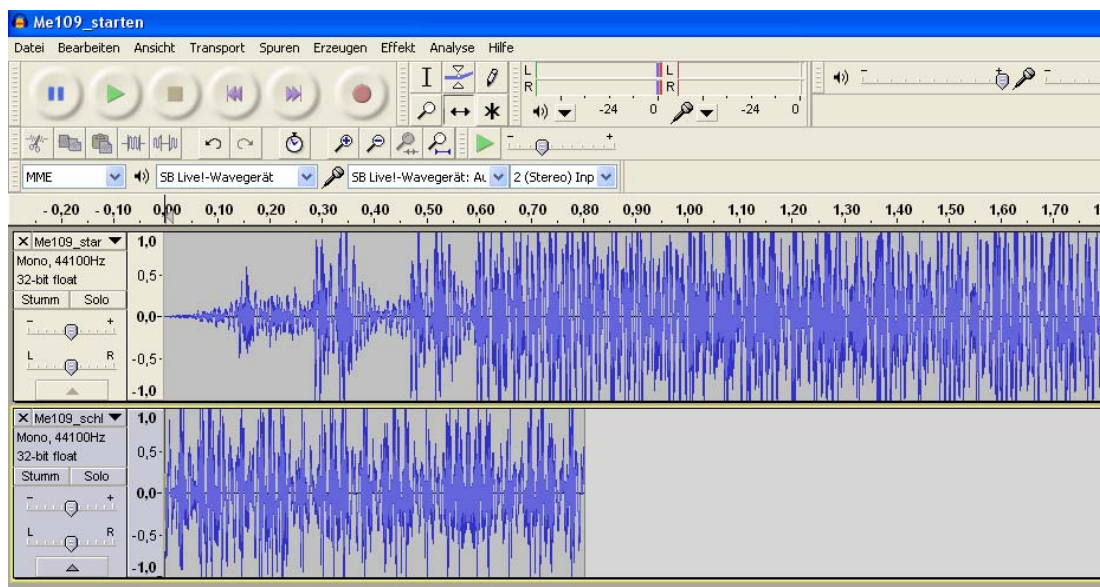 Me109_starten
Datei Bearbeiten Ansicht Transport Spuren Erzeugen Effekt Analyse Hilfe
L L
R R
-24 0 -24 0
MME SB Live!-Wavegerät SB Live!-Wavegerät: Au 2 (Stereo) Inp
- 0,20 - 0,10 0,00 0,10 0,20 0,30 0,40 0,50 0,60 0,70 0,80 0,90 1,00 1,10 1,20 1,30 1,40 1,50 1,60 1,70 1
X Me109_star 1,0
Mono, 44100Hz
32-bit float 0,5-
Stumm Solo
- + 0,0-
L R -0,5-
-1,0
X Me109_schl 1,0
Mono, 44100Hz
32-bit float 0,5-
Stumm Solo
- + 0,0-
L R -0,5-
-1,0